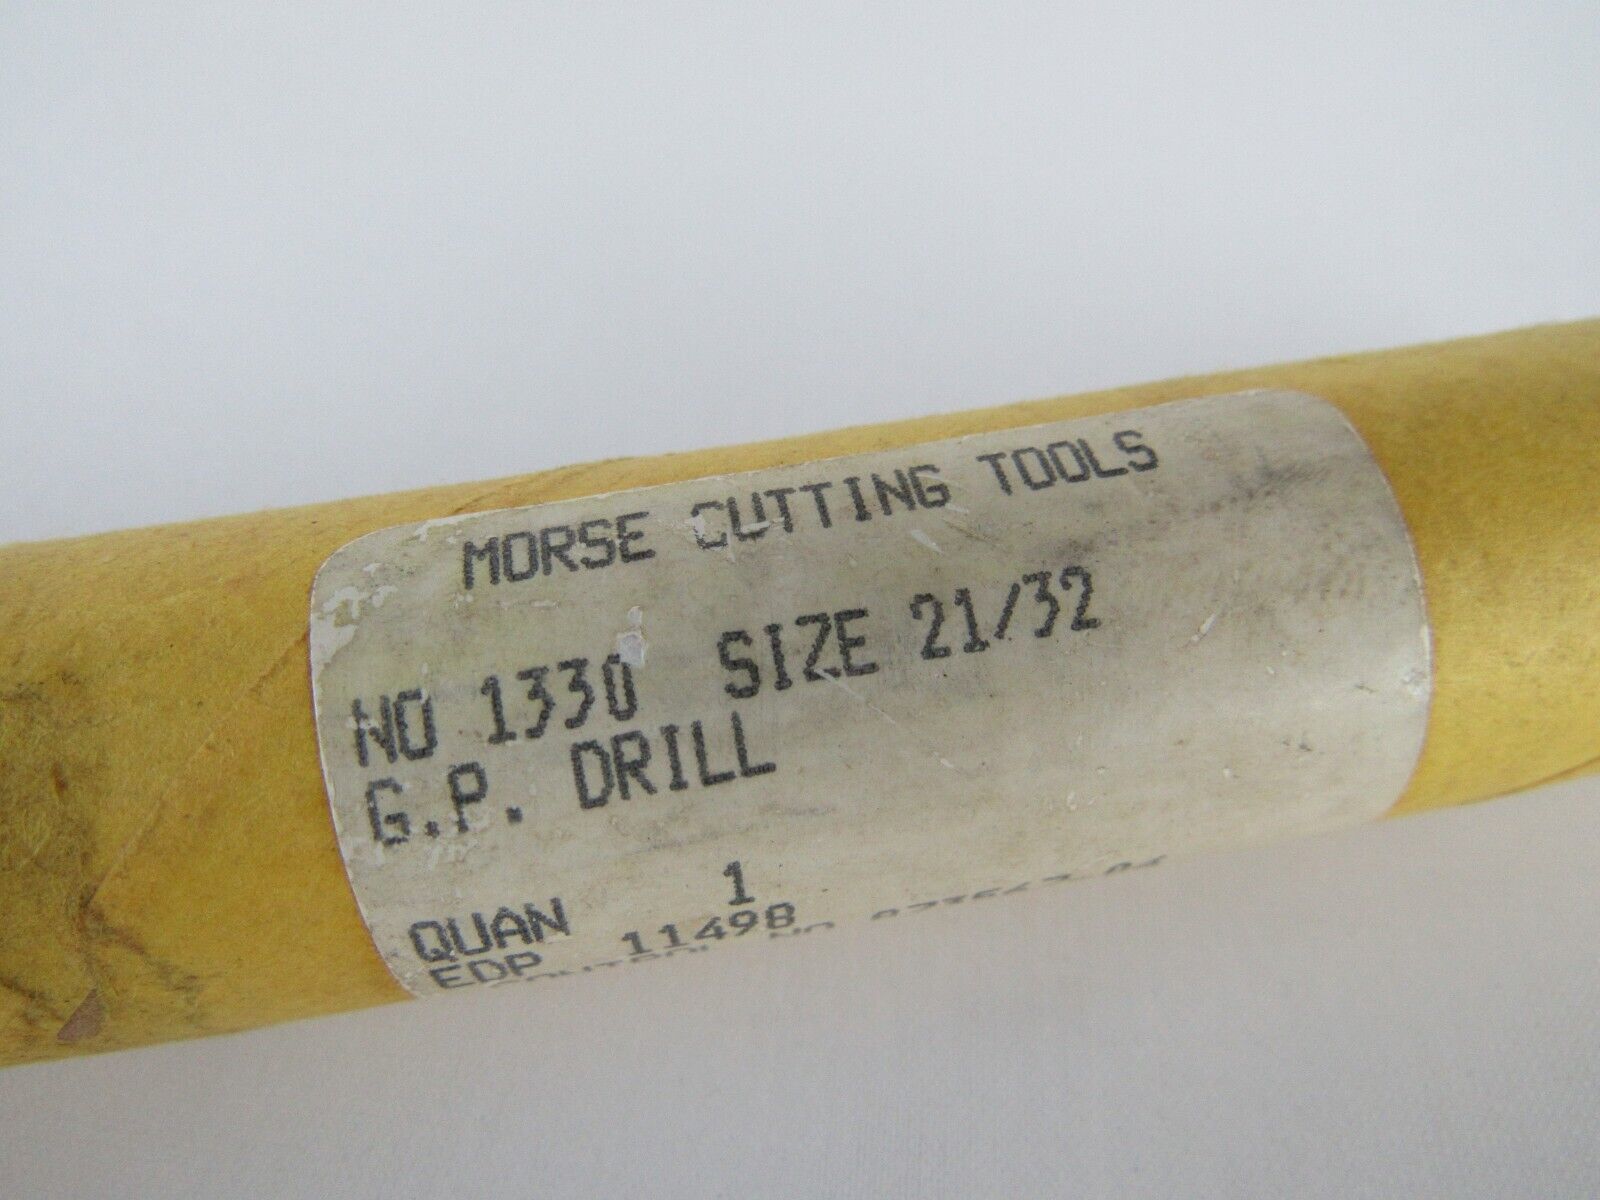 MORSE CUTTING TOOLS
NO 1330 SIZE 21/32
G.P. DRILL
QUAN 1
EDP 11498